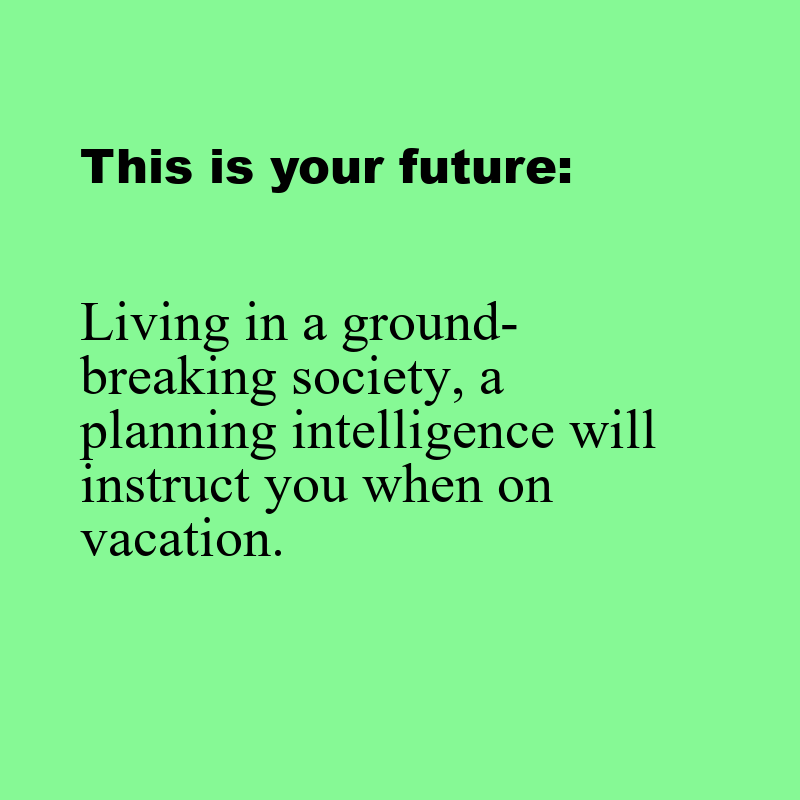 This is your future:
Living in a ground-
breaking society, a
planning intelligence will
instruct you when on
vacation.